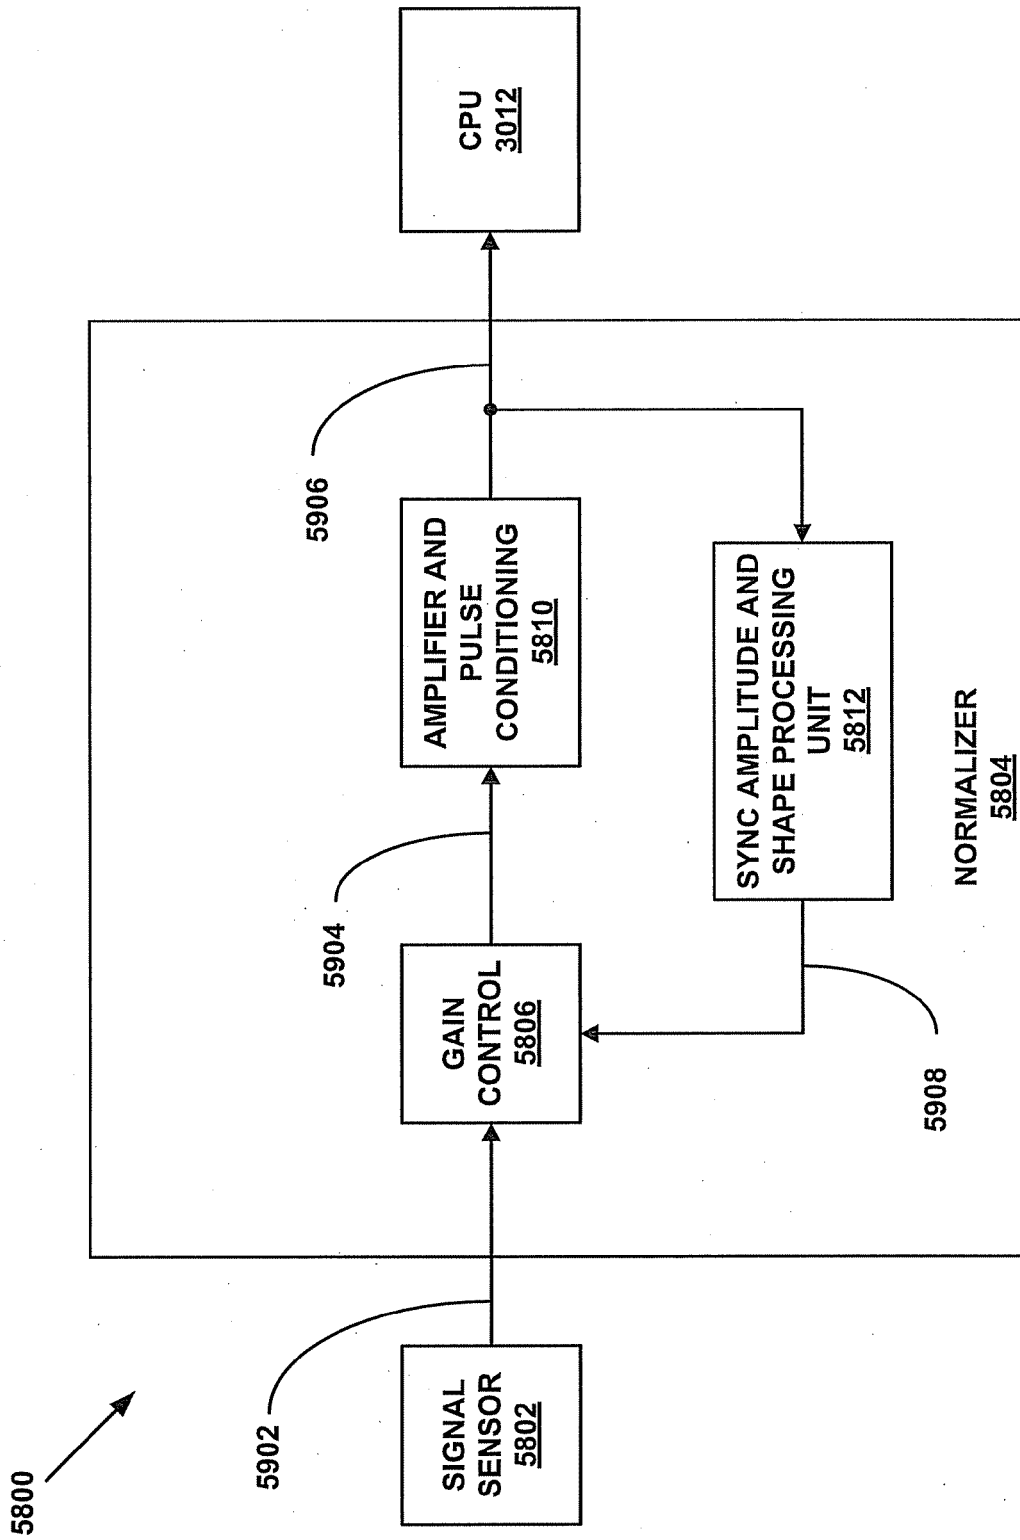 5800
SIGNAL
SENSOR
5802
5902
GAIN
CONTROL
5806
5904
AMPLIFIER AND
PULSE
CONDITIONING
5810
5906
CPU
3012
SYNC AMPLITUDE AND
SHAPE PROCESSING
UNIT
5812
5908
NORMALIZER
5804